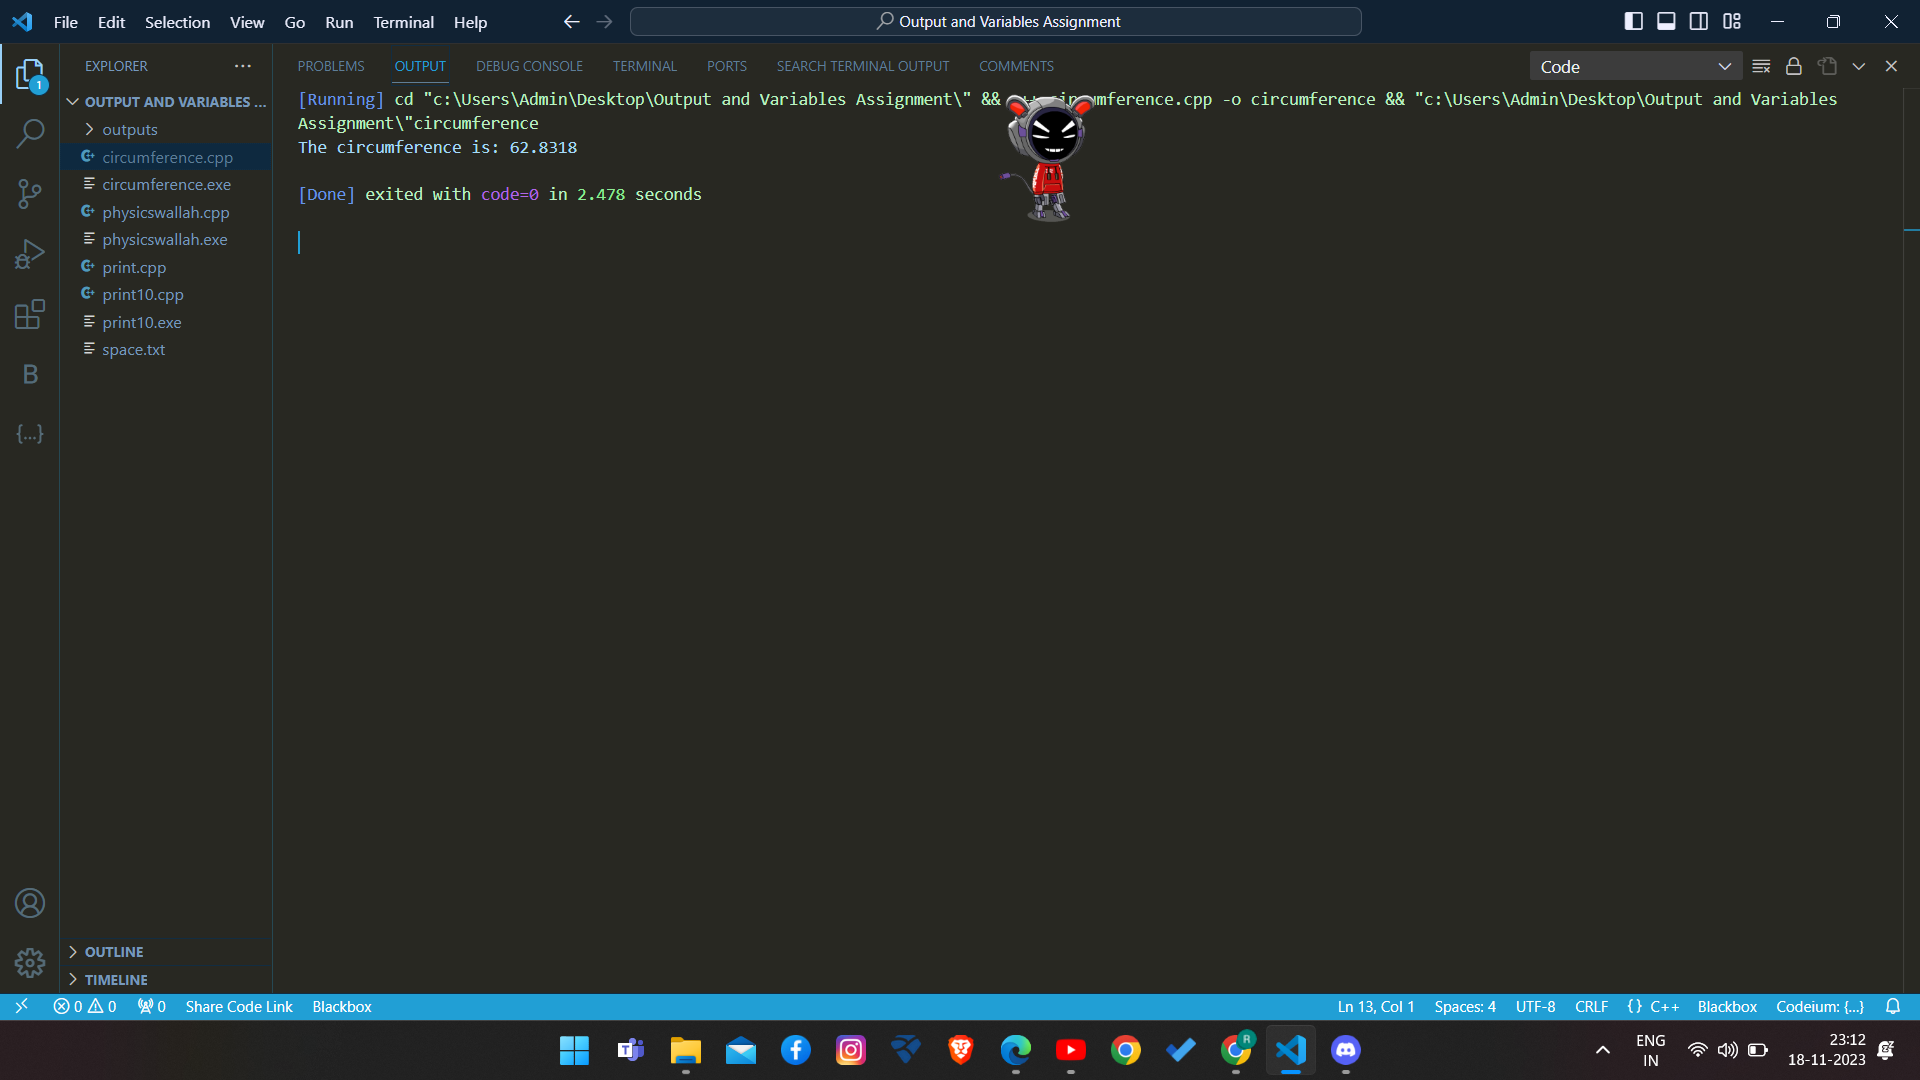 File Edit Selection View Go Run Terminal Help
Output and Variables Assignment
EXPLORER
1
OUTPUT AND VARIABLES ...
outputs
circumference.cpp
circumference.exe
physicswallah.cpp
physicswallah.exe
print.cpp
print10.cpp
print10.exe
space.txt
B
{...}
OUTLINE
TIMELINE
PROBLEMS OUTPUT DEBUG CONSOLE TERMINAL PORTS SEARCH TERMINAL OUTPUT COMMENTS
Code
[Running] cd "c:\Users\Admin\Desktop\Output and Variables Assignment\" && circumference.cpp -o circumference && "c:\Users\Admin\Desktop\Output and Variables
Assignment\"circumference
The circumference is: 62.8318
[Done] exited with code=0 in 2.478 seconds
0 0 0 Share Code Link Blackbox
Ln 13, Col 1 Spaces: 4 UTF-8 CRLF {} C++ Blackbox Codeium: {...}
R
ENG
IN
23:12
18-11-2023